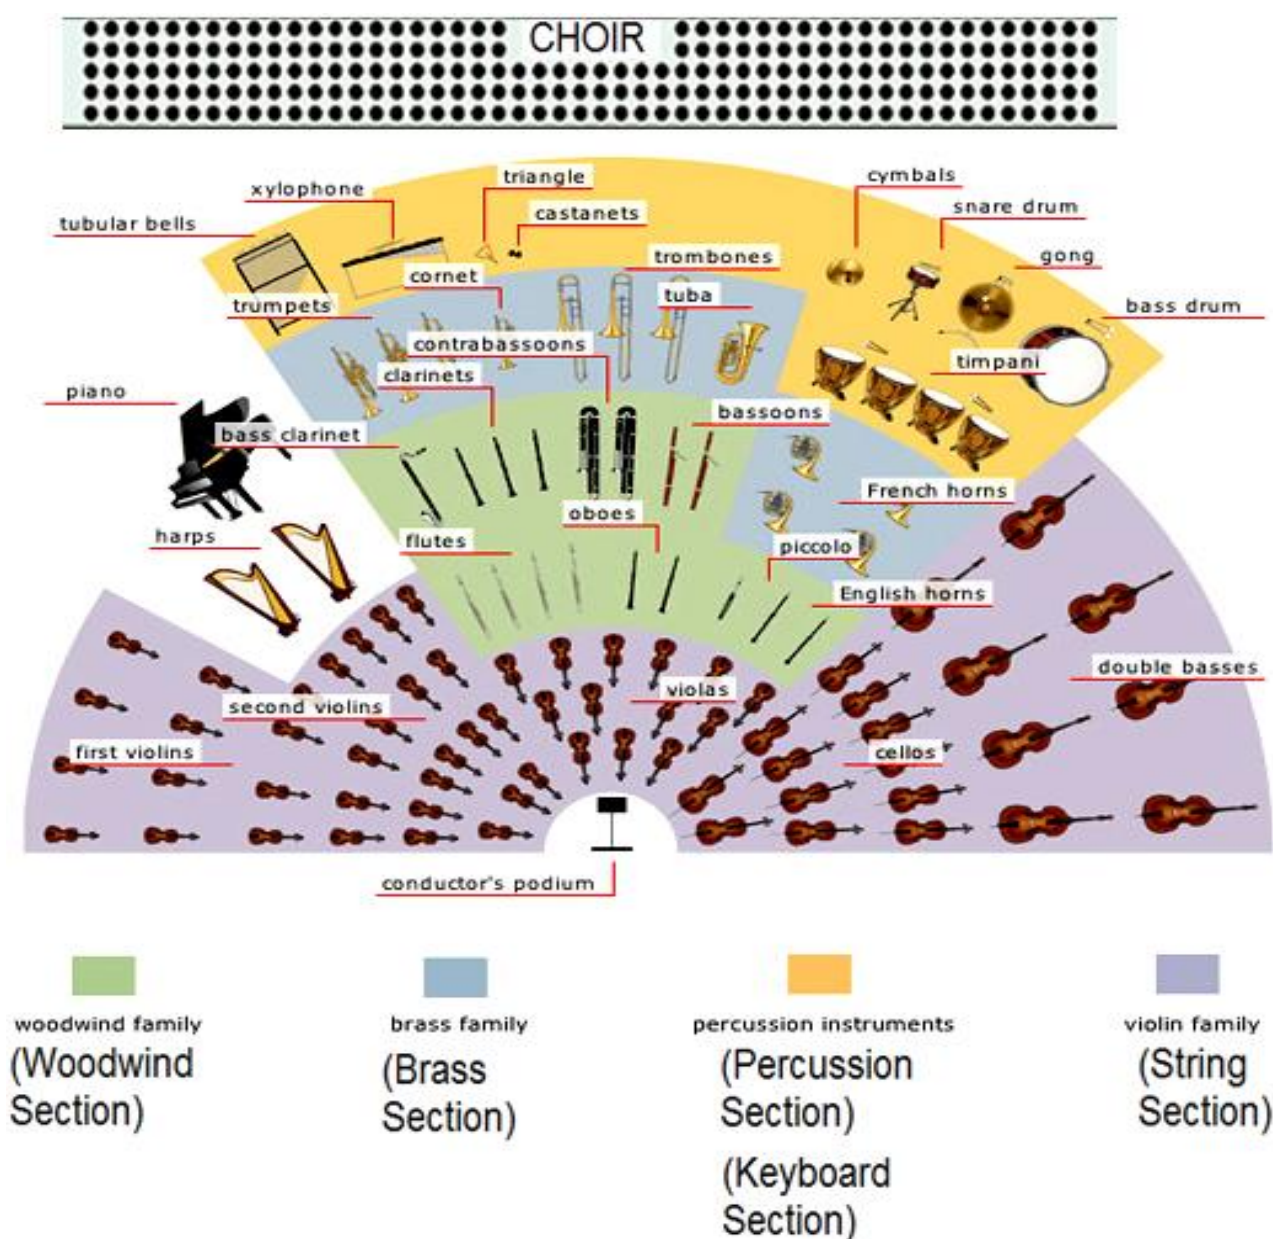 CHOIR
triangle
cymbals
xylophone
castanets
snare drum
tubular bells
trombones
gong
cornet
tuba
trumpets
bass drum
contrabassoons
timpani
clarinets
piano
bassoons
bass clarinet
French horns
oboes
harps
flutes
piccolo
English horns
double basses
violas
second violins
first violins
cellos
conductor's podium
woodwind family
brass family
percussion instruments
violin family
(Woodwind
Section)
(Brass
Section)
(Percussion
Section)
(String
Section)
(Keyboard
Section)